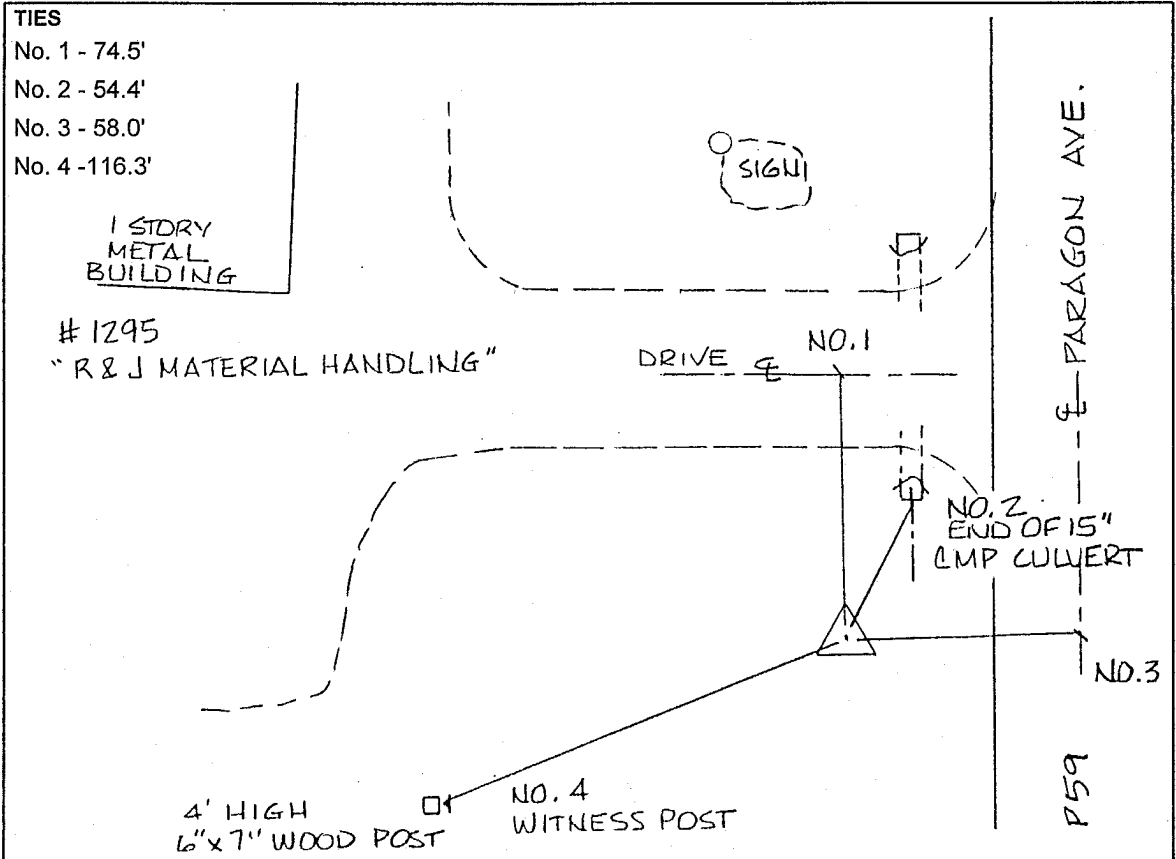 TIES
No. 1 - 74.5'
No. 2 - 54.4'
No. 3 - 58.0'
No. 4 -116.3'
1 STORY
METAL
BUILDING
SIGN
# 1295
"R & J MATERIAL HANDLING"
DRIVE ℄
NO.1
℄ PARAGON AVE.
NO.2
END OF 15"
CMP CULVERT
NO.3
4' HIGH
6"x7" WOOD POST
NO. 4
WITNESS POST
P59